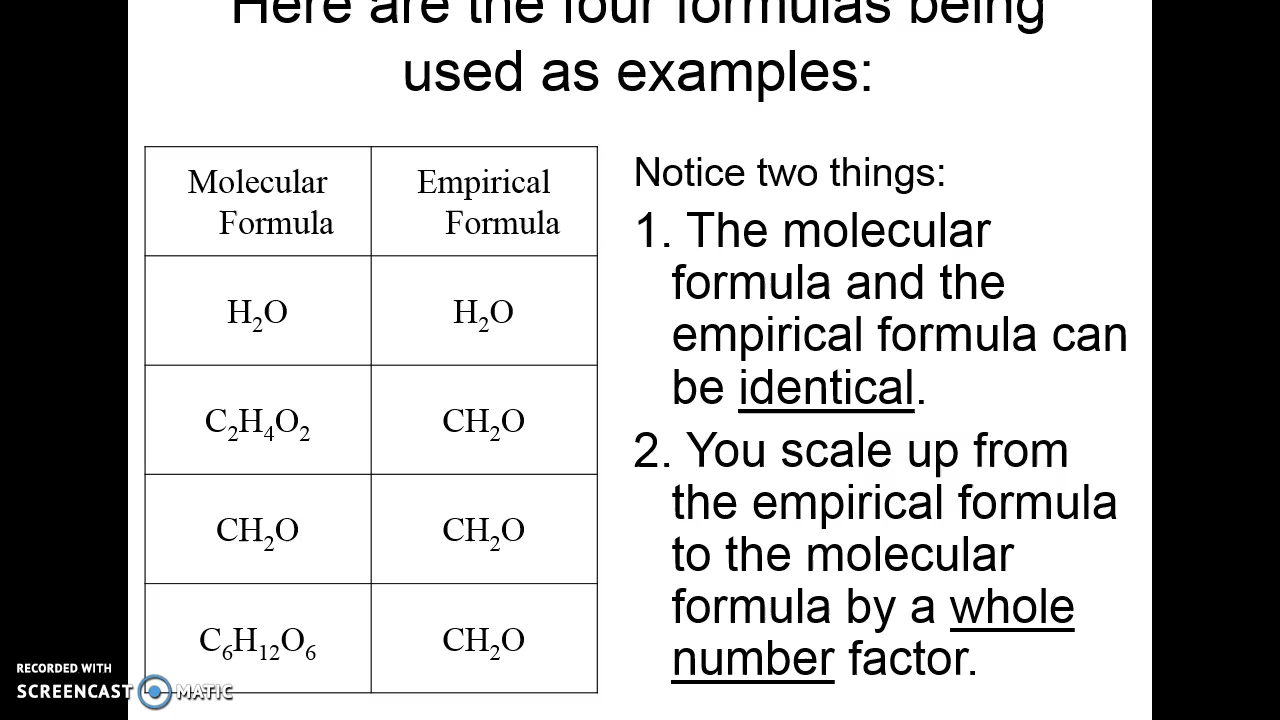 Here are the four formulas being
used as examples:
Molecular Formula
Empirical Formula
H₂O
H₂O
C₂H₄O₂
CH₂O
CH₂O
CH₂O
C₆H₁₂O₆
CH₂O
Notice two things:
1. The molecular
formula and the
empirical formula can
be identical.
2. You scale up from
the empirical formula
to the molecular
formula by a whole
number factor.
RECORDED WITH
SCREENCAST MATIC